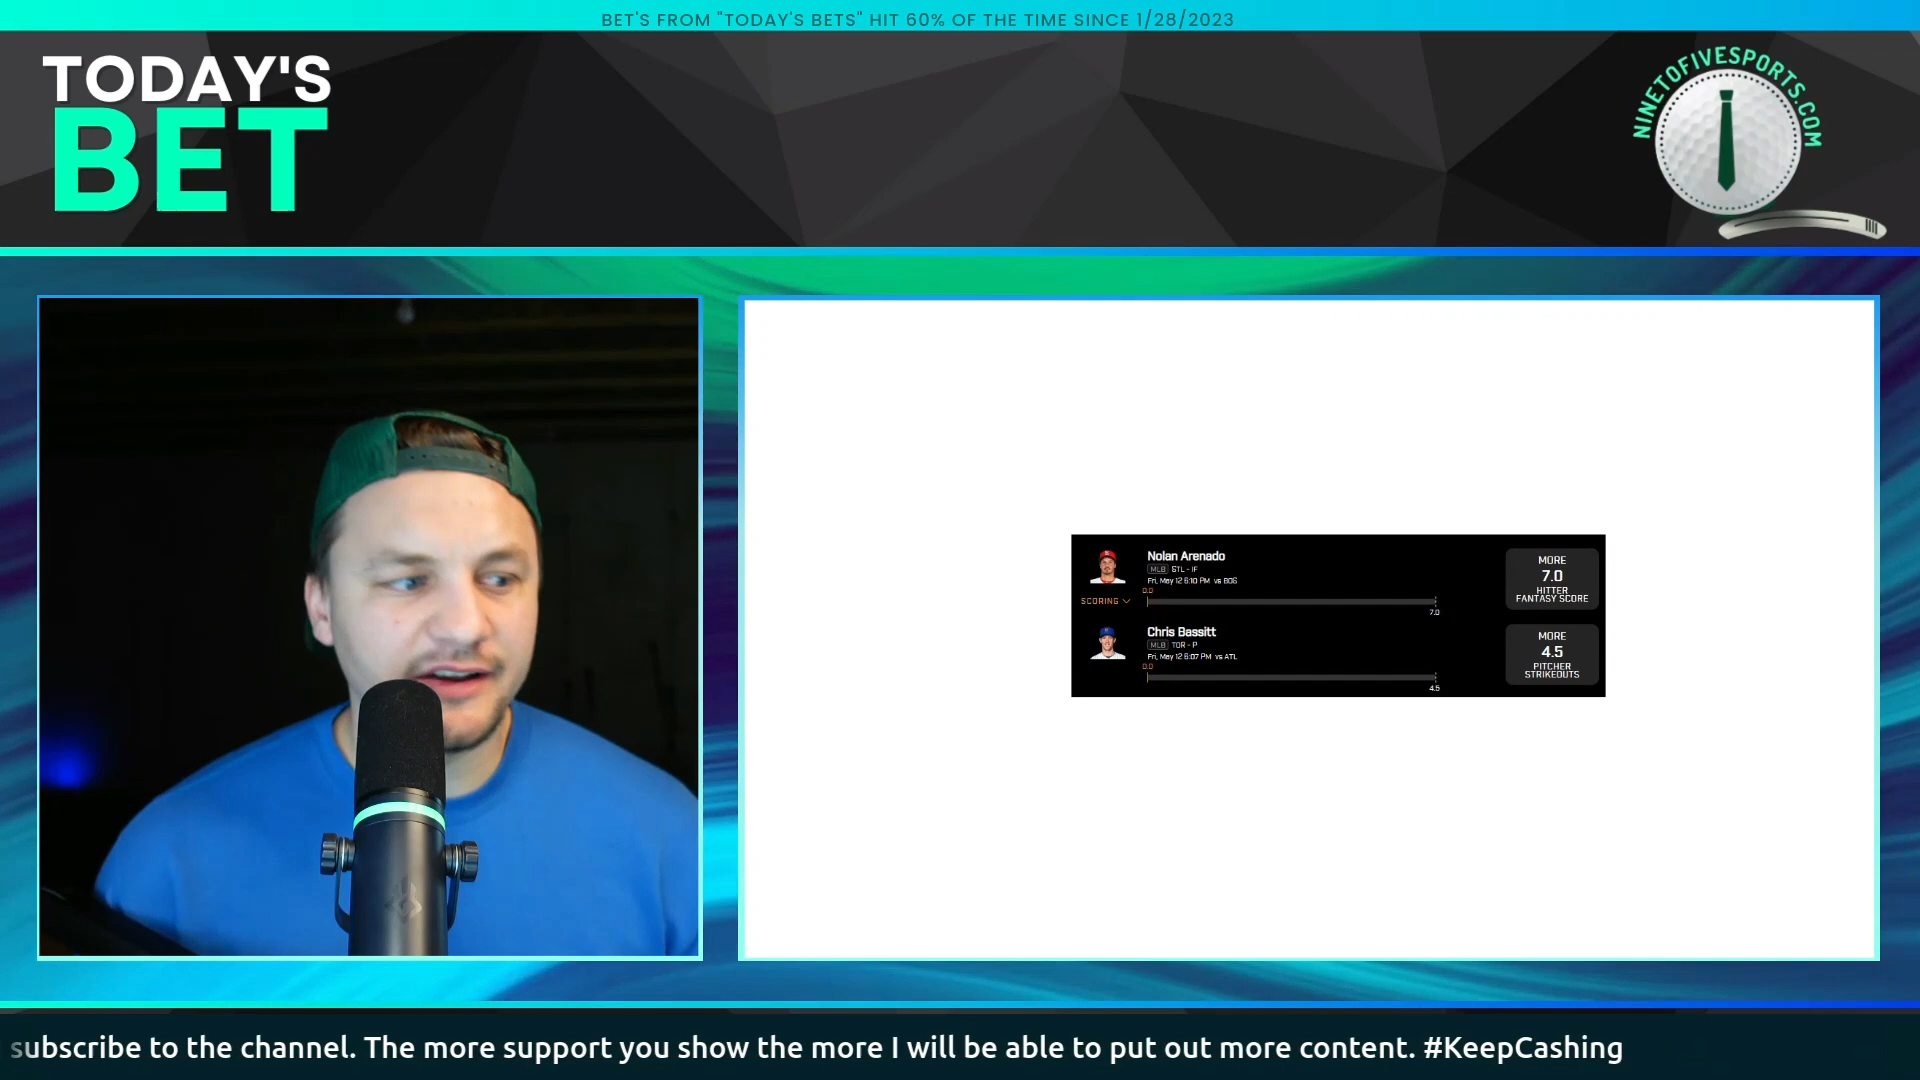 BET'S FROM "TODAY'S BETS" HIT 60% OF THE TIME SINCE 1/28/2023
TODAY'S
BET
NINETOFIVESPORTS.COM
Nolan Arenado
MLB STL - IF
Fri, May 12 6:10 PM vs BOS
0.0
SCORING
7.0
MORE
7.0
HITTER
FANTASY SCORE
Chris Bassitt
MLB TOR - P
Fri, May 12 6:07 PM vs ATL
0.0
4.5
MORE
4.5
PITCHER
STRIKEOUTS
subscribe to the channel. The more support you show the more I will be able to put out more content. #KeepCashing